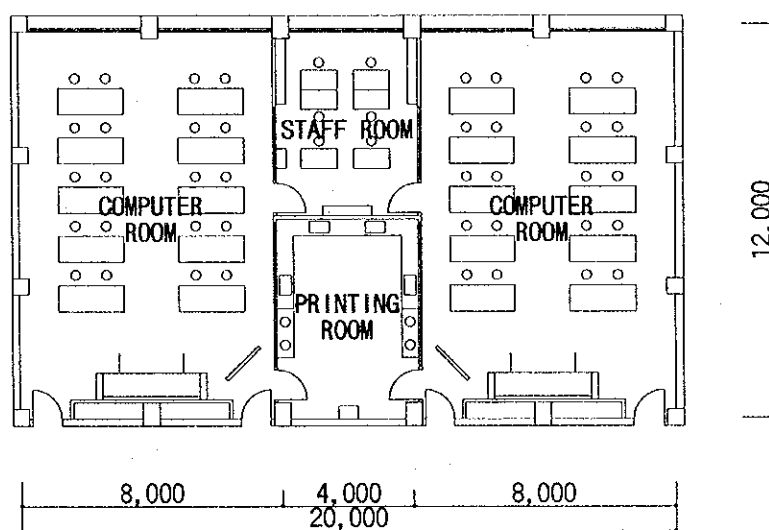 STAFF ROOM
COMPUTER
ROOM
COMPUTER
ROOM
PRINTING
ROOM
12,000
8,000
4,000
8,000
20,000